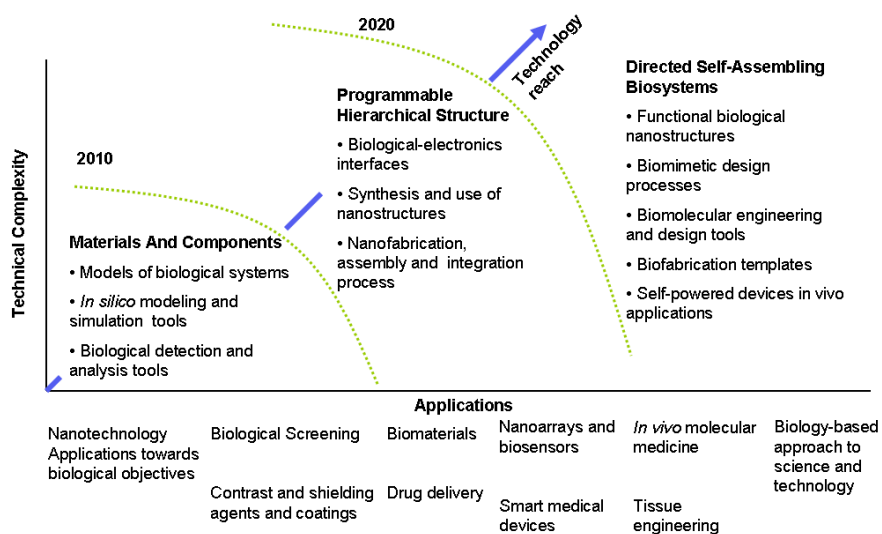 2020
Technology
reach
Directed Self-Assembling
Biosystems
• Functional biological
nanostructures
• Biomimetic design
processes
• Biomolecular engineering
and design tools
• Biofabrication templates
• Self-powered devices in vivo
applications
Programmable
Hierarchical Structure
• Biological-electronics
interfaces
• Synthesis and use of
nanostructures
• Nanofabrication,
assembly and integration
process
2010
Materials And Components
• Models of biological systems
• In silico modeling and
simulation tools
• Biological detection and
analysis tools
Technical Complexity
Applications
Nanotechnology
Applications towards
biological objectives
Biological Screening
Contrast and shielding
agents and coatings
Biomaterials
Drug delivery
Nanoarrays and
biosensors
Smart medical
devices
In vivo molecular
medicine
Tissue
engineering
Biology-based
approach to
science and
technology